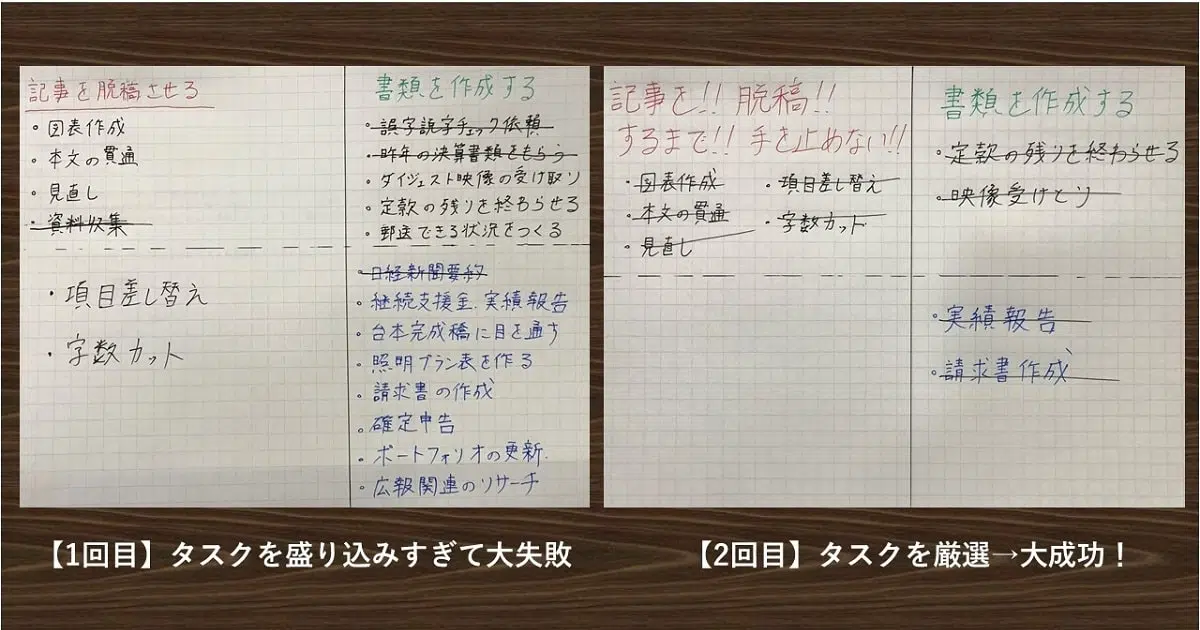 記事を脱稿させる
・図表作成
・本文の貫通
・見直し
・資料収集
・項目差し替え
・字数カット
書類を作成する
・誤字説字チェック依頼
・昨年の決算書類をもらう
・ダイジェスト映像の受け取り
・定款の残りを終わらせる
・郵送できる状況をつくる
・日経新聞要約
・継続支援金.実績報告
・台本完成稿に目を通す
・照明プラン表を作る
・請求書の作成
・確定申告
・ポートフォリオの更新.
・広報関連のリサーチ
記事を!! 脱稿!!
するまで!! 手を止めない!!
・図表作成
・本文の貫通
・見直し
・項目差し替え
・字数カット
書類を作成する
・定款の残りを終わらせる
・映像受けとり
・実績報告
・請求書作成
【1回目】タスクを盛り込みすぎて大失敗
【2回目】タスクを厳選→大成功！